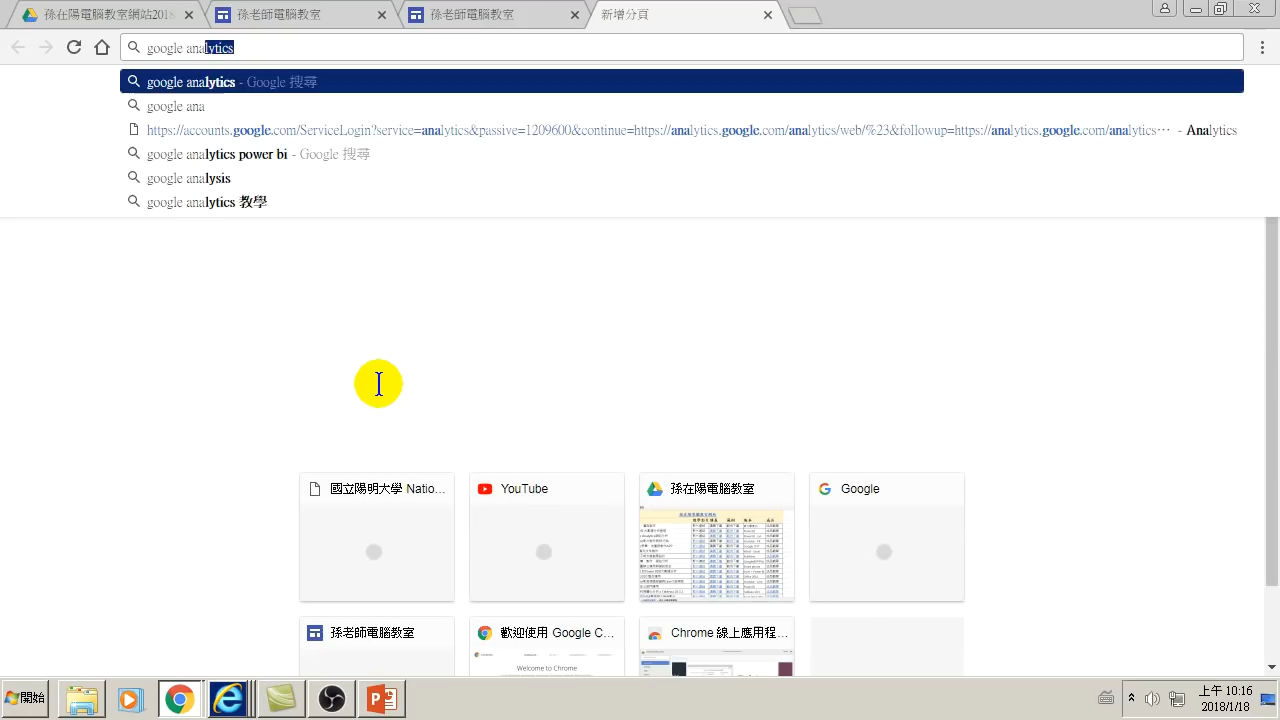 孫在陽電腦教室網站201
孫老師電腦教室
孫老師電腦教室
新增分頁
google analytics
google analytics - Google 搜尋
google ana
https://accounts.google.com/ServiceLogin?service=analytics&passive=1209600&continue=https://analytics.google.com/analytics/web/%23&followup=https://analytics.google.com/analytics… - Analytics
google analytics power bi - Google 搜尋
google analysis
google analytics 教學
國立陽明大學 Natio...
YouTube
孫在陽電腦教室
Google
孫老師電腦教室
歡迎使用 Google C...
Chrome 線上應用程...
Welcome to Chrome
開始
上午 10:16
2018/1/18